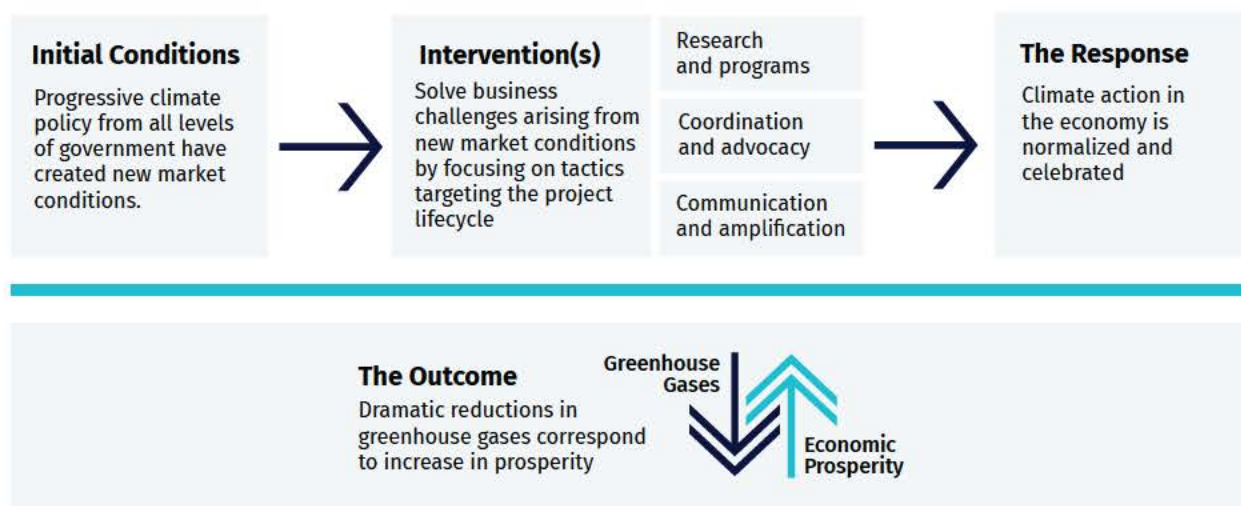 Initial Conditions
Progressive climate
policy from all levels
of government have
created new market
conditions.
Intervention(s)
Solve business
challenges arising from
new market conditions
by focusing on tactics
targeting the project
lifecycle
Research
and programs
Coordination
and advocacy
Communication
and amplification
The Response
Climate action in
the economy is
normalized and
celebrated
The Outcome
Dramatic reductions in
greenhouse gases correspond
to increase in prosperity
Greenhouse
Gases
Economic
Prosperity